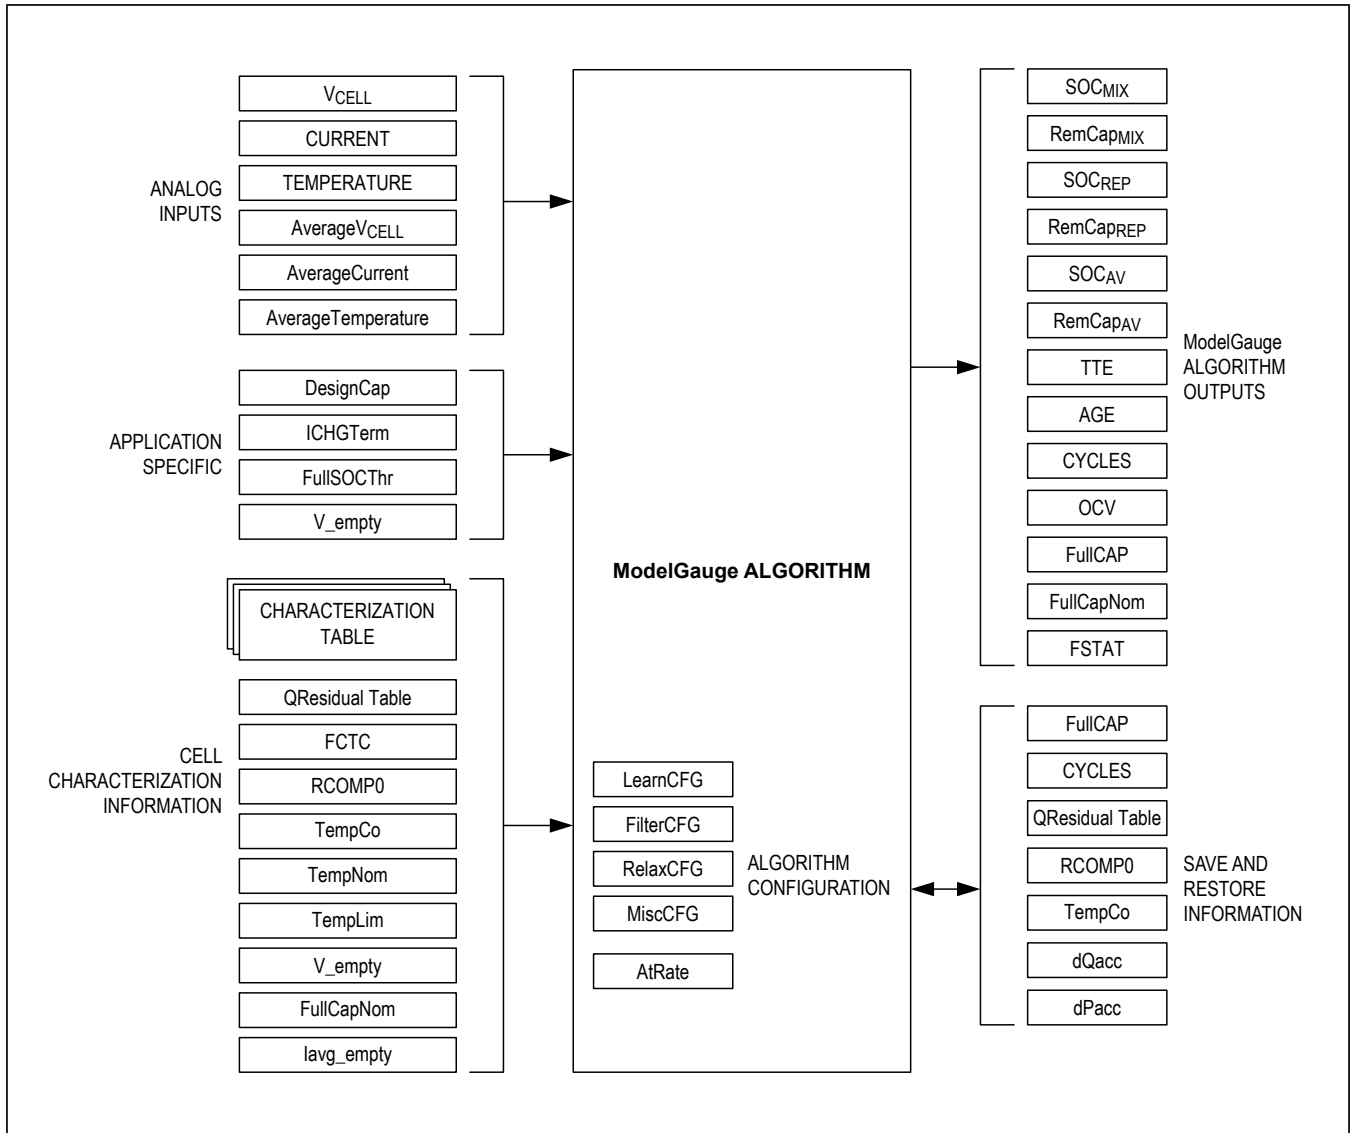 ANALOG
INPUTS
VCELL
CURRENT
TEMPERATURE
AverageVCELL
AverageCurrent
AverageTemperature
APPLICATION
SPECIFIC
DesignCap
ICHGTerm
FullSOCThr
V_empty
CELL
CHARACTERIZATION
INFORMATION
CHARACTERIZATION
TABLE
QResidual Table
FCTC
RCOMP0
TempCo
TempNom
TempLim
V_empty
FullCapNom
Iavg_empty
ModelGauge ALGORITHM
LearnCFG
FilterCFG
RelaxCFG
MiscCFG
AtRate
ALGORITHM
CONFIGURATION
SOCMIX
RemCapMIX
SOCREP
RemCapREP
SOCAV
RemCapAV
TTE
AGE
CYCLES
OCV
FullCAP
FullCapNom
FSTAT
ModelGauge
ALGORITHM
OUTPUTS
FullCAP
CYCLES
QResidual Table
RCOMP0
TempCo
dQacc
dPacc
SAVE AND
RESTORE
INFORMATION